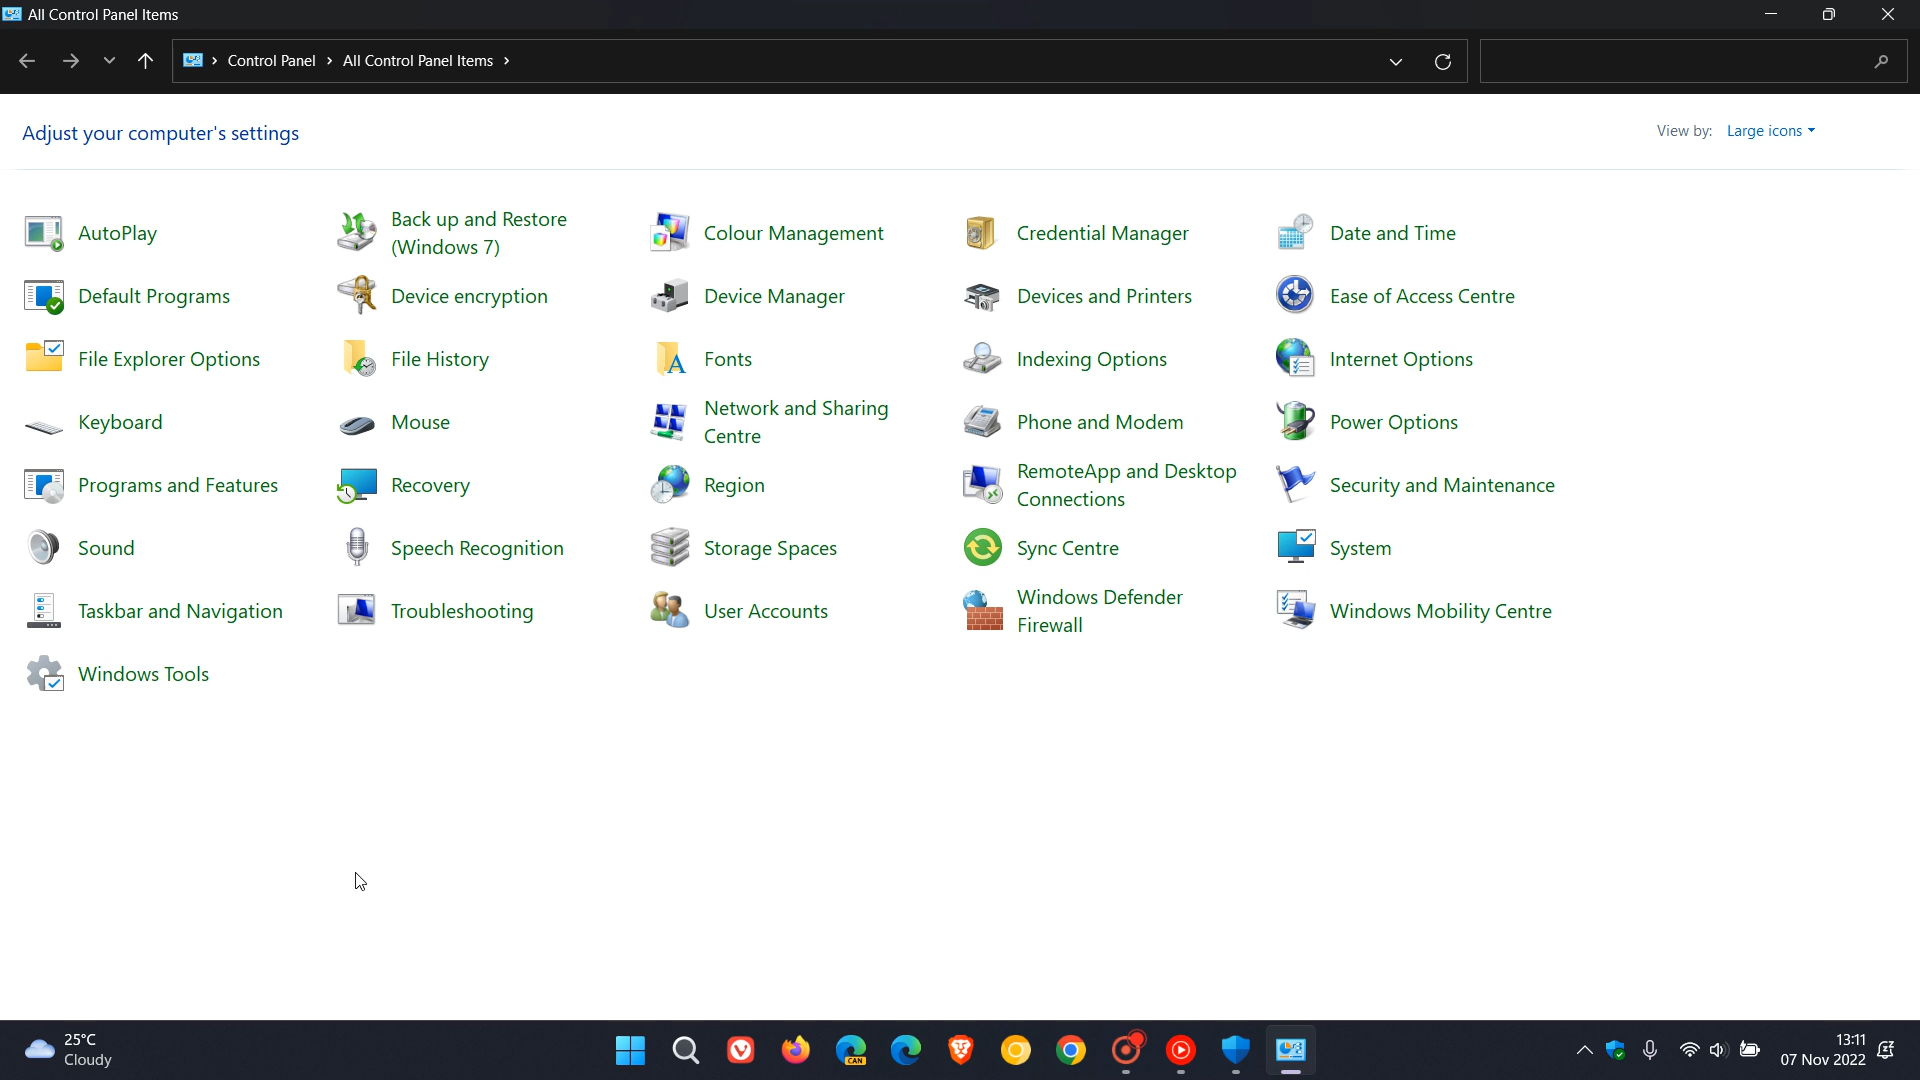 All Control Panel Items
Control Panel
All Control Panel Items
Adjust your computer's settings
View by:
Large icons
AutoPlay
Back up and Restore
(Windows 7)
Colour Management
Credential Manager
Date and Time
Default Programs
Device encryption
Device Manager
Devices and Printers
Ease of Access Centre
File Explorer Options
File History
Fonts
Indexing Options
Internet Options
Keyboard
Mouse
Network and Sharing
Centre
Phone and Modem
Power Options
Programs and Features
Recovery
Region
RemoteApp and Desktop
Connections
Security and Maintenance
Sound
Speech Recognition
Storage Spaces
Sync Centre
System
Taskbar and Navigation
Troubleshooting
User Accounts
Windows Defender
Firewall
Windows Mobility Centre
Windows Tools
25°C
Cloudy
CAN
13:11
07 Nov 2022